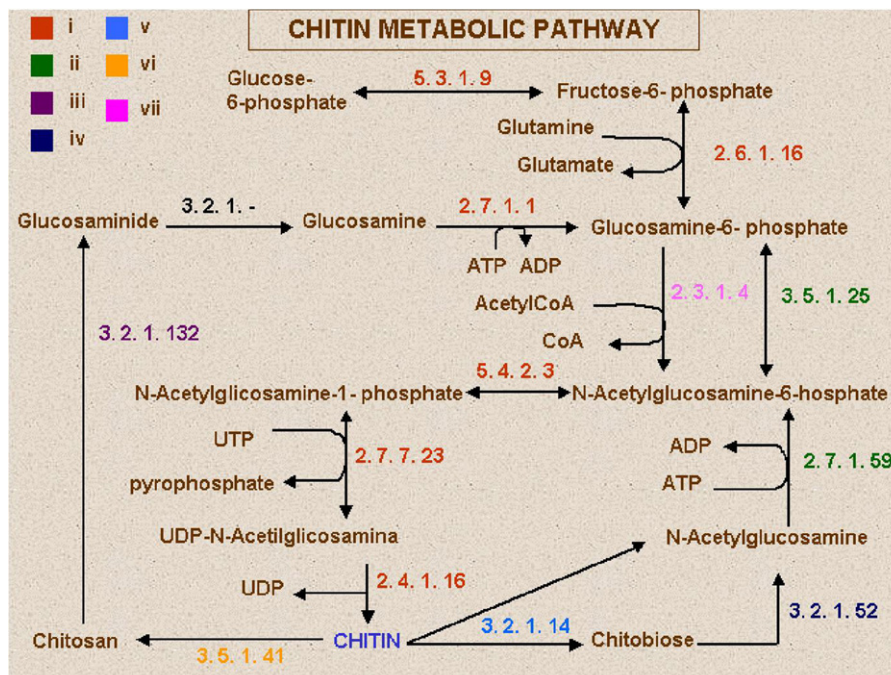 CHITIN METABOLIC PATHWAY
i
ii
iii
iv
v
vi
vii
Glucose-
6-phosphate
5. 3. 1. 9
Fructose-6- phosphate
Glutamine
Glutamate
2. 6. 1. 16
Glucosaminide
3. 2. 1. -
Glucosamine
2. 7. 1. 1
Glucosamine-6- phosphate
ATP
ADP
AcetylCoA
CoA
2. 3. 1. 4
3. 5. 1. 25
3. 2. 1. 132
N-Acetylglicosamine-1- phosphate
5. 4. 2. 3
N-Acetylglucosamine-6-hosphate
UTP
pyrophosphate
2. 7. 7. 23
ADP
ATP
2. 7. 1. 59
UDP-N-Acetilglicosamina
N-Acetylglucosamine
UDP
2. 4. 1. 16
Chitosan
3. 5. 1. 41
CHITIN
3. 2. 1. 14
Chitobiose
3. 2. 1. 52